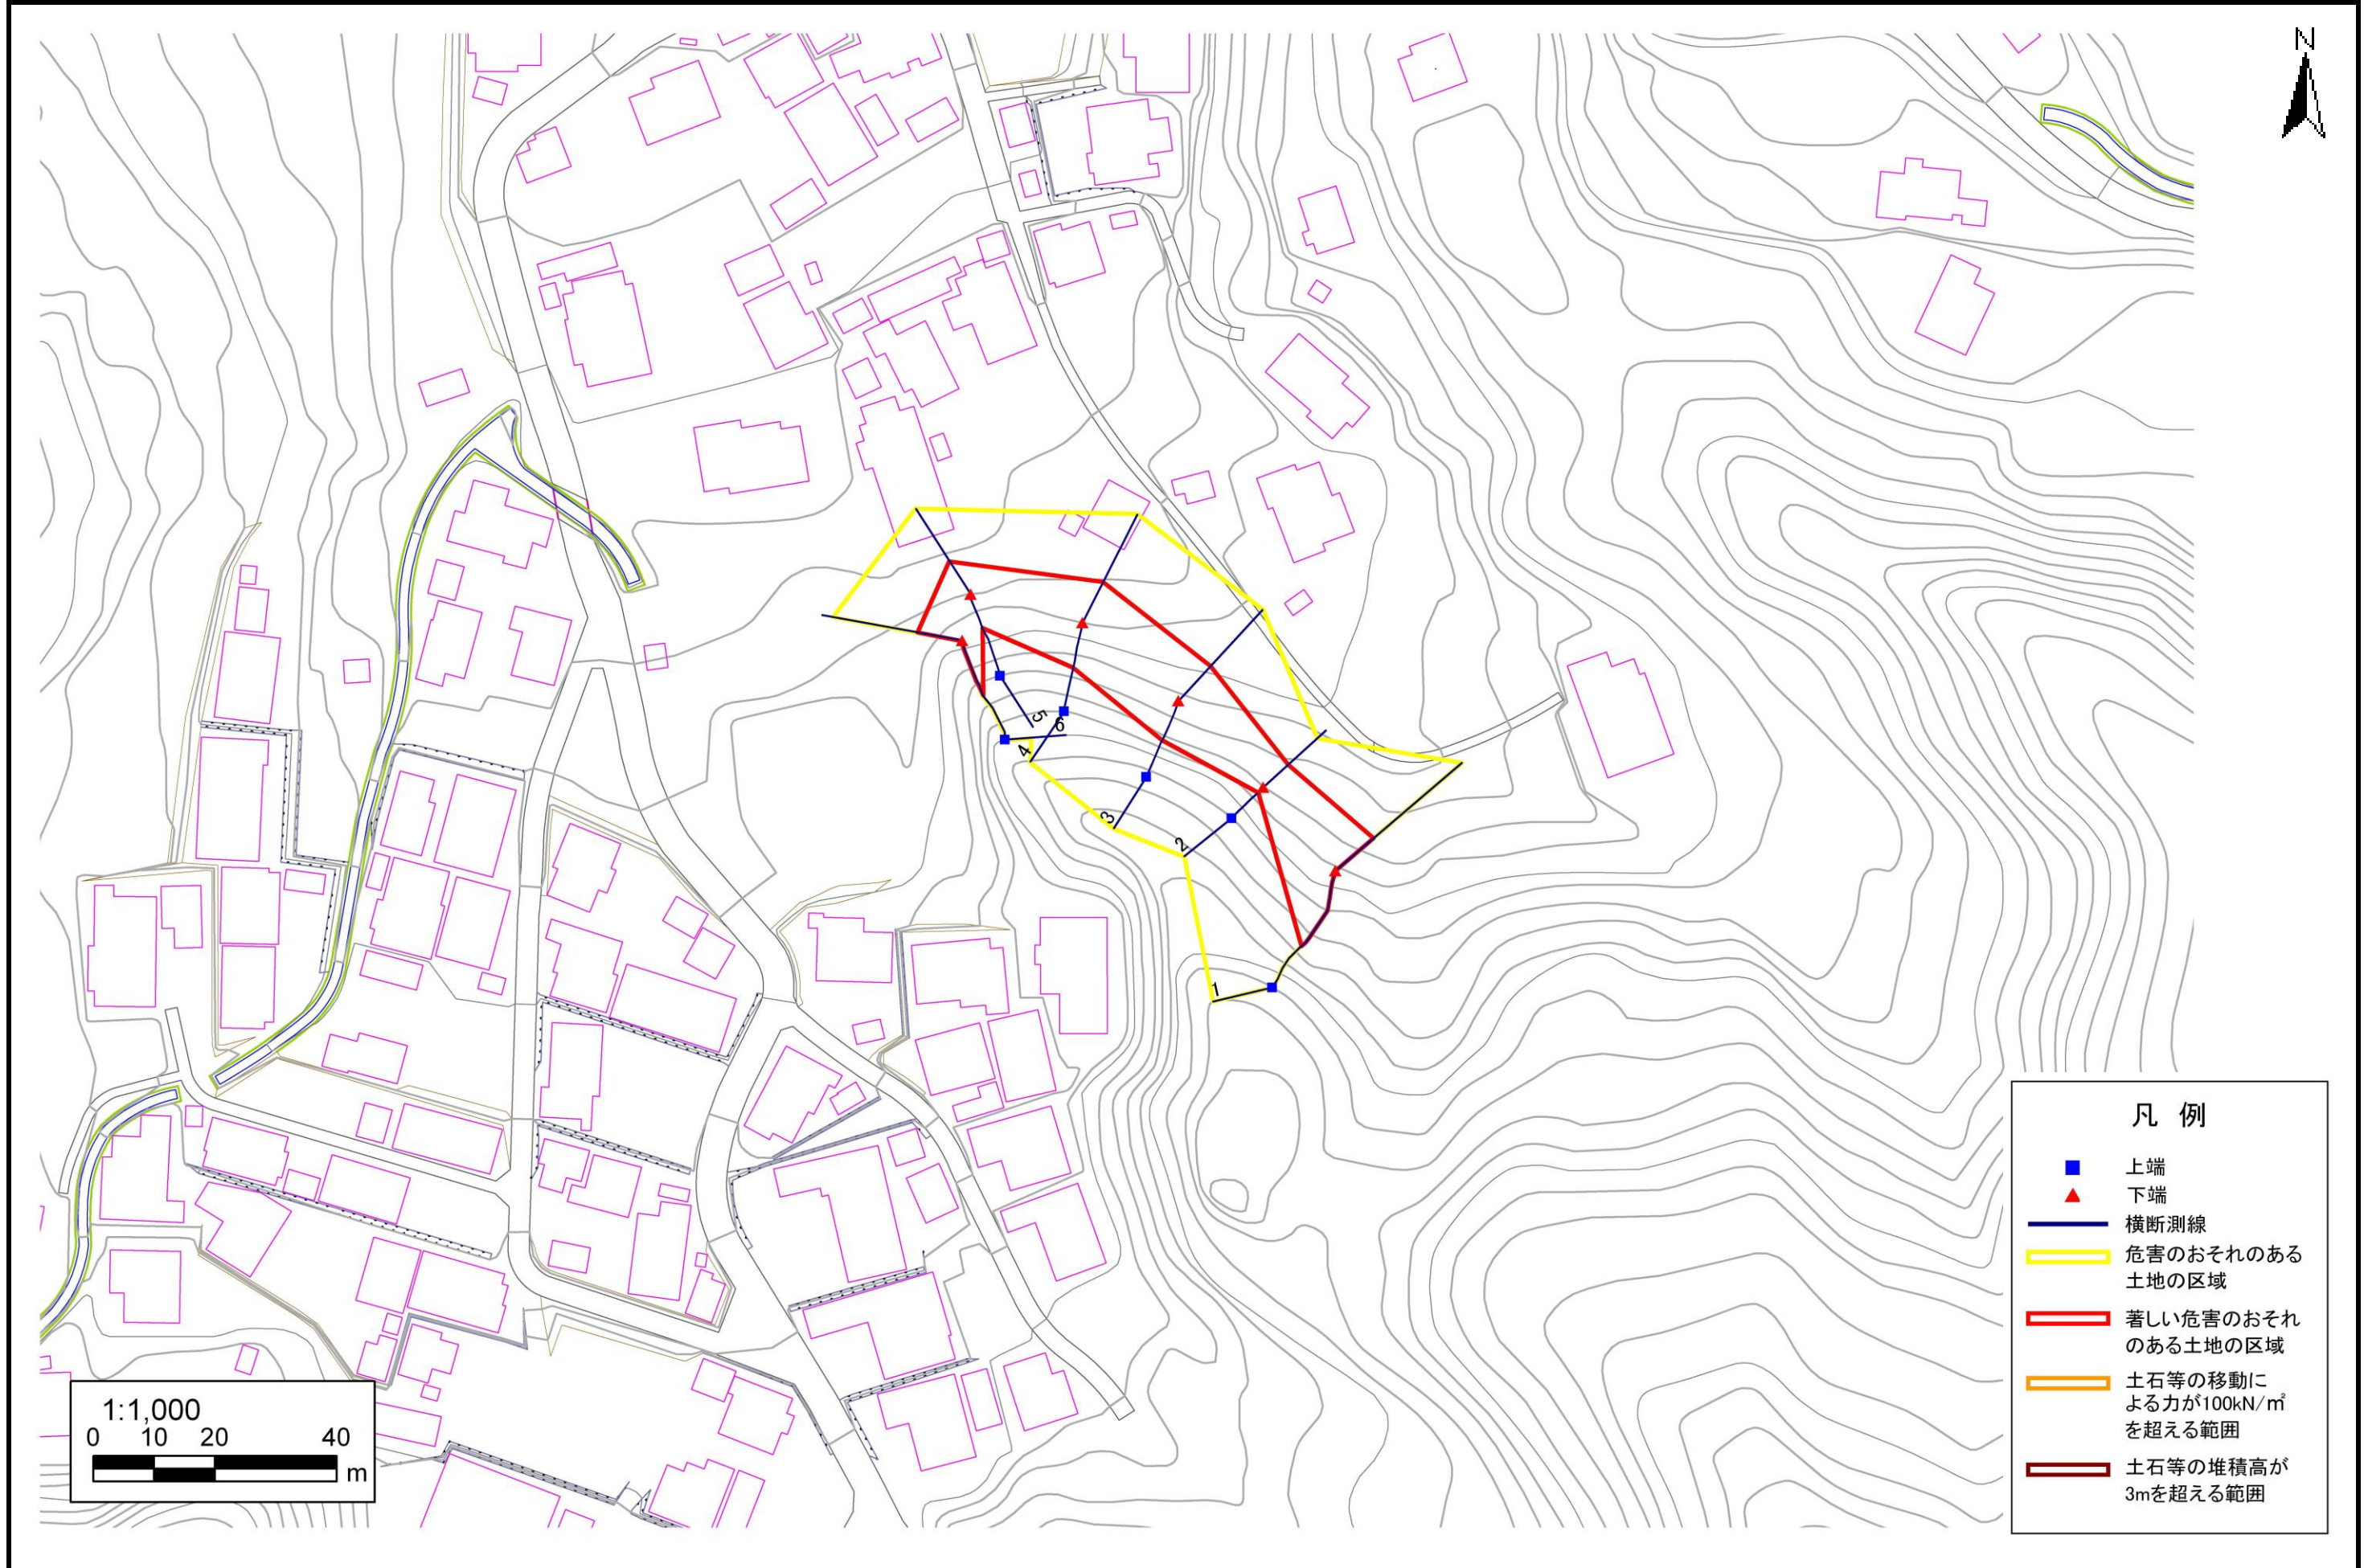 N
5
6
4
3
2
1
凡 例
上端
下端
横断測線
危害のおそれのある
土地の区域
著しい危害のおそれ
のある土地の区域
土石等の移動に
よる力が100kN/㎡
を超える範囲
土石等の堆積高が
3mを超える範囲
1:1,000
0 10 20 40
m